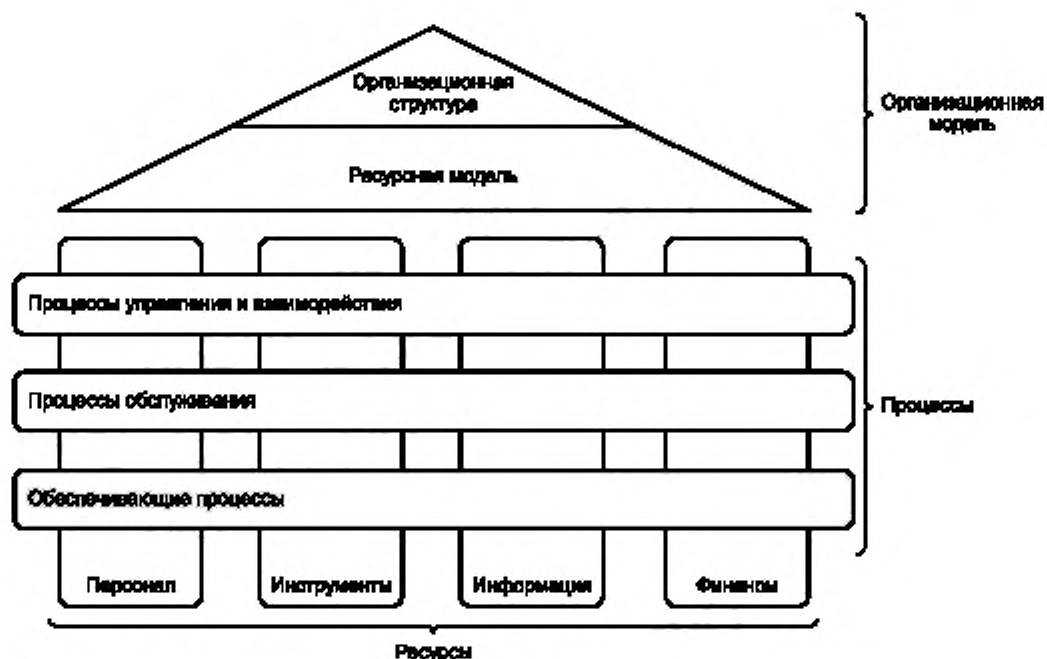 Организационная
структура
Ресурсная модель
Организационная
модель
Процессы управления и взаимодействия
Процессы обслуживания
Процессы
Обеспечивающие процессы
Персонал
Инструменты
Информация
Финансы
Ресурсы